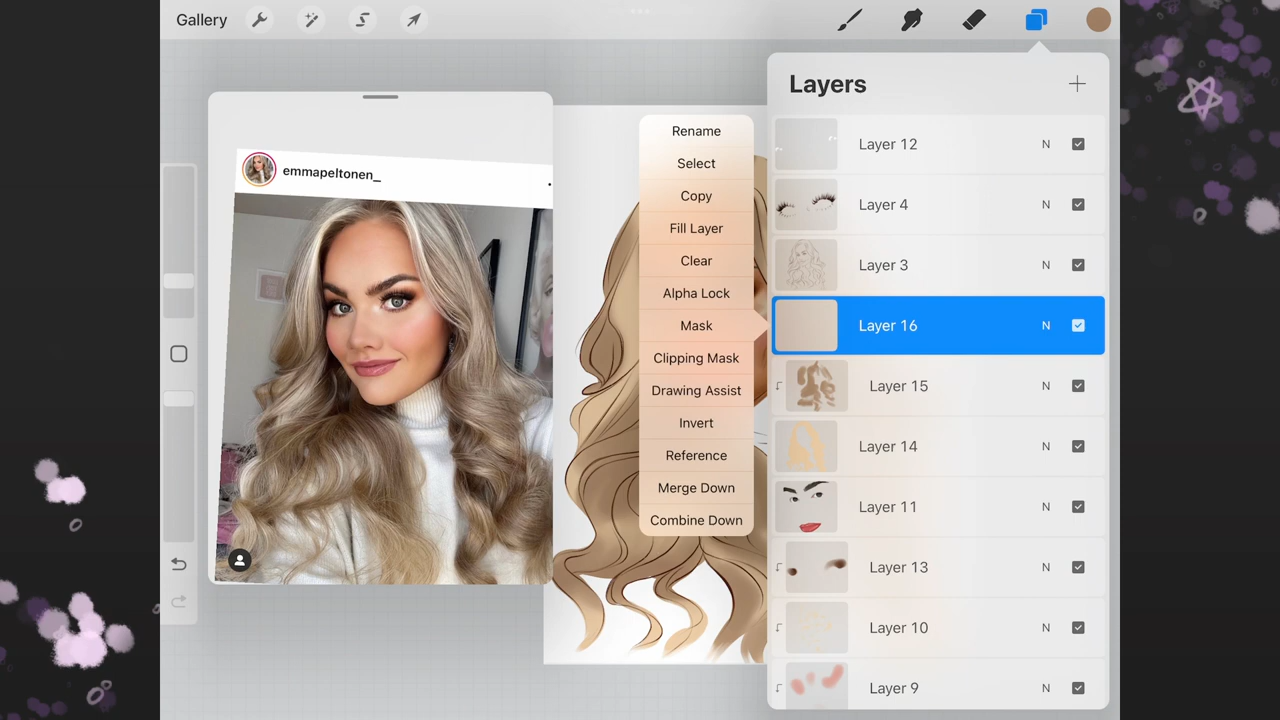 Gallery
emmapeltonen_
Rename
Select
Copy
Fill Layer
Clear
Alpha Lock
Mask
Clipping Mask
Drawing Assist
Invert
Reference
Merge Down
Combine Down
Layers
Layer 12 N
Layer 4 N
Layer 3 N
Layer 16 N
Layer 15 N
Layer 14 N
Layer 11 N
Layer 13 N
Layer 10 N
Layer 9 N